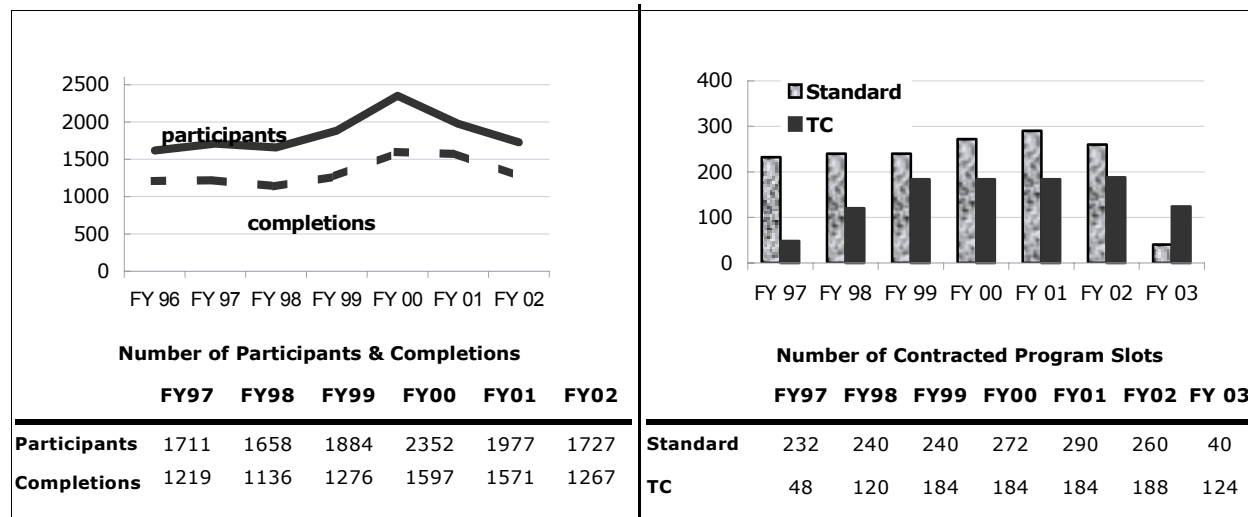 2500
2000
participants
1500
1000
completions
500
0
FY 96 FY 97 FY 98 FY 99 FY 00 FY 01 FY 02
Number of Participants & Completions
FY97 FY98 FY99 FY00 FY01 FY02
Participants 1711 1658 1884 2352 1977 1727
Completions 1219 1136 1276 1597 1571 1267
400
Standard
TC
300
200
100
0
FY 97 FY 98 FY 99 FY 00 FY 01 FY 02 FY 03
Number of Contracted Program Slots
FY97 FY98 FY99 FY00 FY01 FY02 FY 03
Standard 232 240 240 272 290 260 40
TC 48 120 184 184 184 188 124